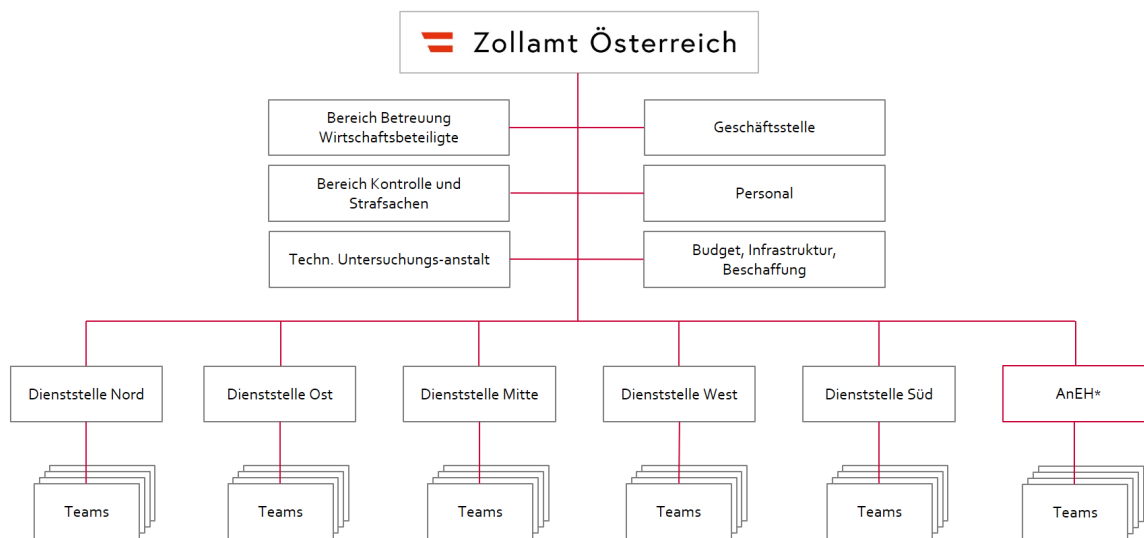 Zollamt Österreich
Bereich Betreuung
Wirtschaftsbeteiligte
Geschäftsstelle
Bereich Kontrolle und
Strafsachen
Personal
Techn. Untersuchungs-anstalt
Budget, Infrastruktur,
Beschaffung
Dienststelle Nord
Dienststelle Ost
Dienststelle Mitte
Dienststelle West
Dienststelle Süd
AnEH*
Teams
Teams
Teams
Teams
Teams
Teams